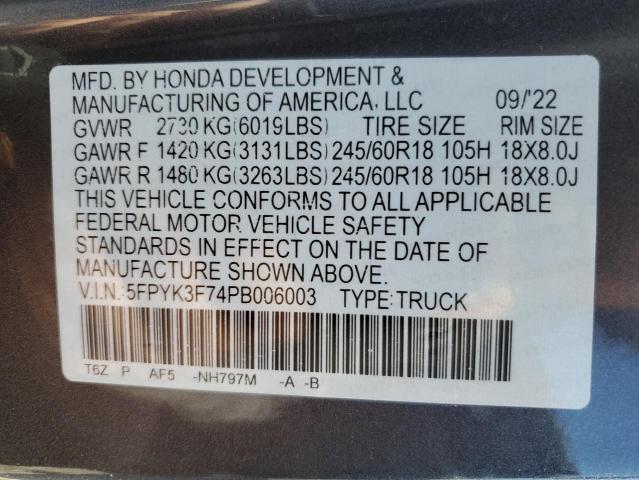 MFD. BY HONDA DEVELOPMENT &
MANUFACTURING OF AMERICA, LLC 09/'22
GVWR 2730 KG(6019LBS) TIRE SIZE RIM SIZE
GAWR F 1420 KG(3131LBS) 245/60R18 105H 18X8.0J
GAWR R 1480 KG(3263LBS) 245/60R18 105H 18X8.0J
THIS VEHICLE CONFORMS TO ALL APPLICABLE
FEDERAL MOTOR VEHICLE SAFETY
STANDARDS IN EFFECT ON THE DATE OF
MANUFACTURE SHOWN ABOVE.
V.I.N.:5FPYK3F74PB006003 TYPE:TRUCK
T6Z P AF5 -NH797M -A -B